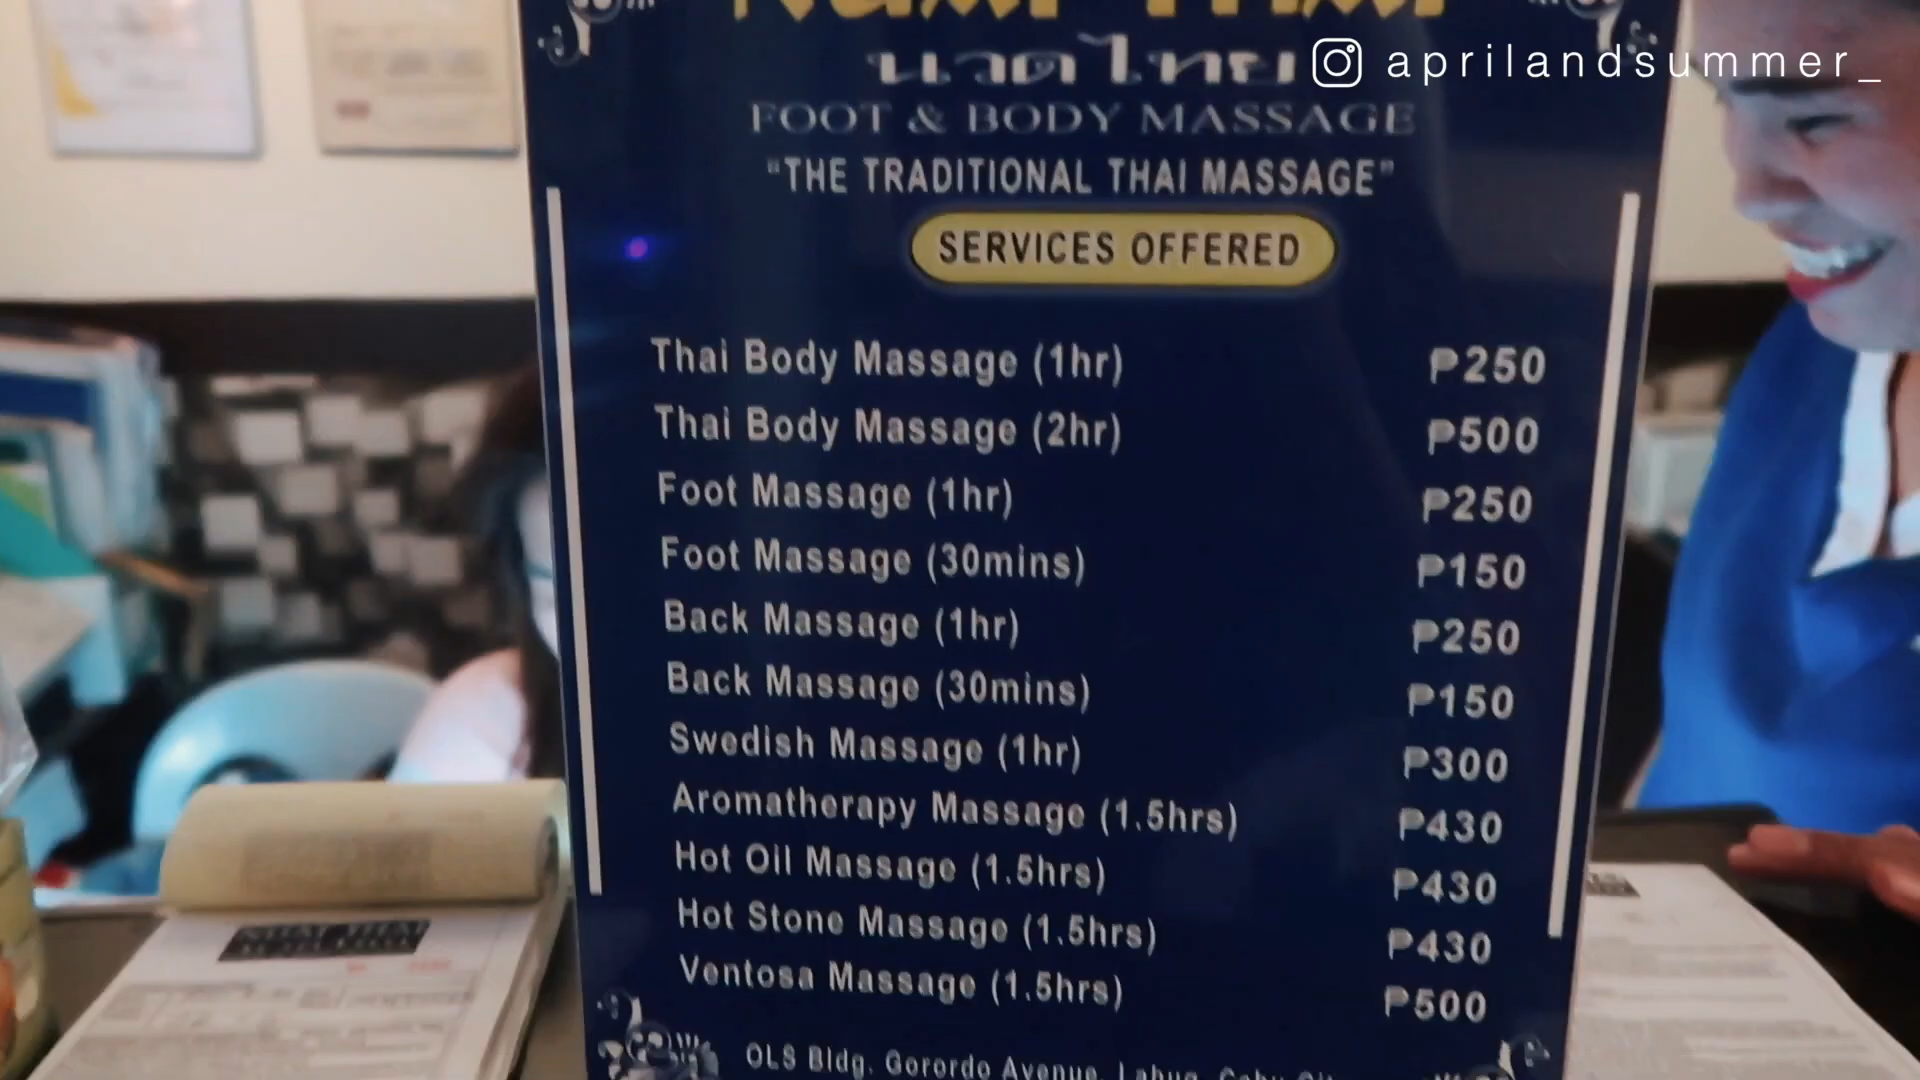 นวดไทย
aprilandsummer_
FOOT & BODY MASSAGE
"THE TRADITIONAL THAI MASSAGE"
SERVICES OFFERED
Thai Body Massage (1hr) ₱250
Thai Body Massage (2hr) ₱500
Foot Massage (1hr) ₱250
Foot Massage (30mins) ₱150
Back Massage (1hr) ₱250
Back Massage (30mins) ₱150
Swedish Massage (1hr) ₱300
Aromatherapy Massage (1.5hrs) ₱430
Hot Oil Massage (1.5hrs) ₱430
Hot Stone Massage (1.5hrs) ₱430
Ventosa Massage (1.5hrs) ₱500
OLS Bldg. Gorordo Avenue, Lahug, Cebu